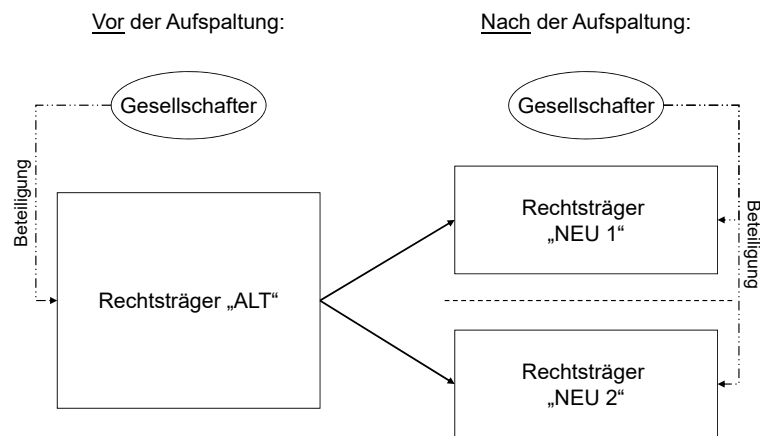 Vor der Aufspaltung:
Nach der Aufspaltung:
Gesellschafter
Gesellschafter
Beteiligung
Rechtsträger „ALT“
Rechtsträger
„NEU 1“
Beteiligung
Rechtsträger
„NEU 2“